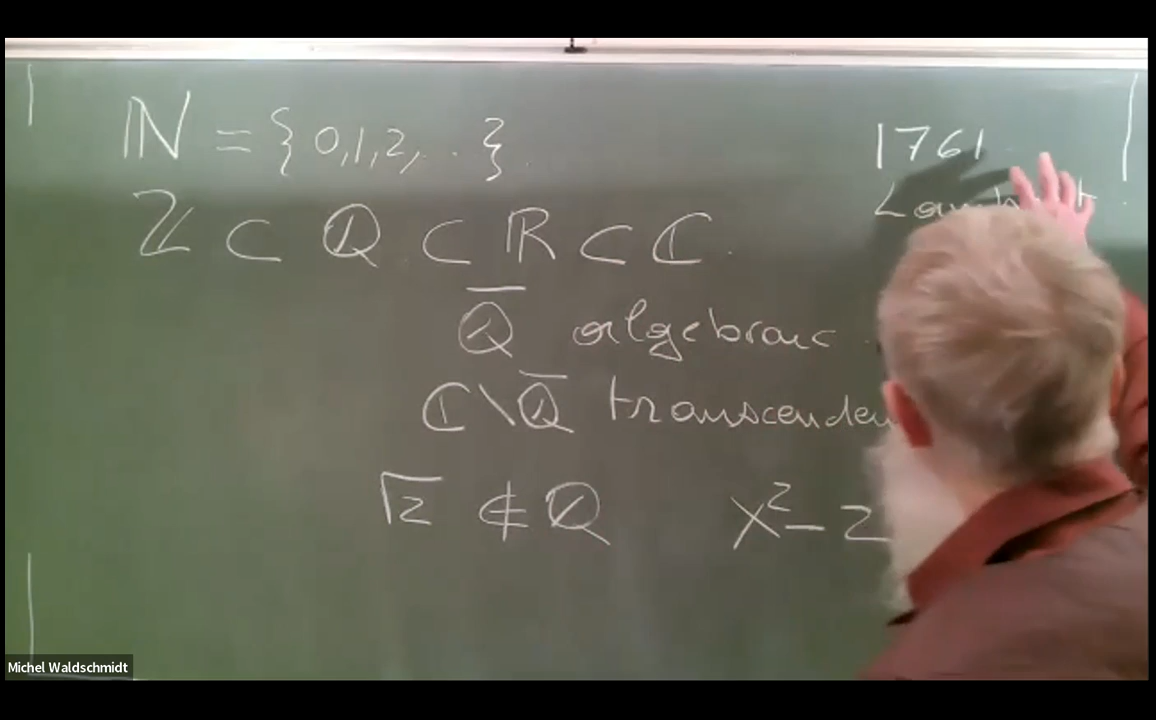 ℕ = {0,1,2,..}.
1761
ℤ ⊂ ℚ ⊂ ℝ ⊂ ℂ.
ℚ̅ algebraic
ℂ\ℚ̅ transcenden
√2 ∉ ℚ
X² - 2
Michel Waldschmidt